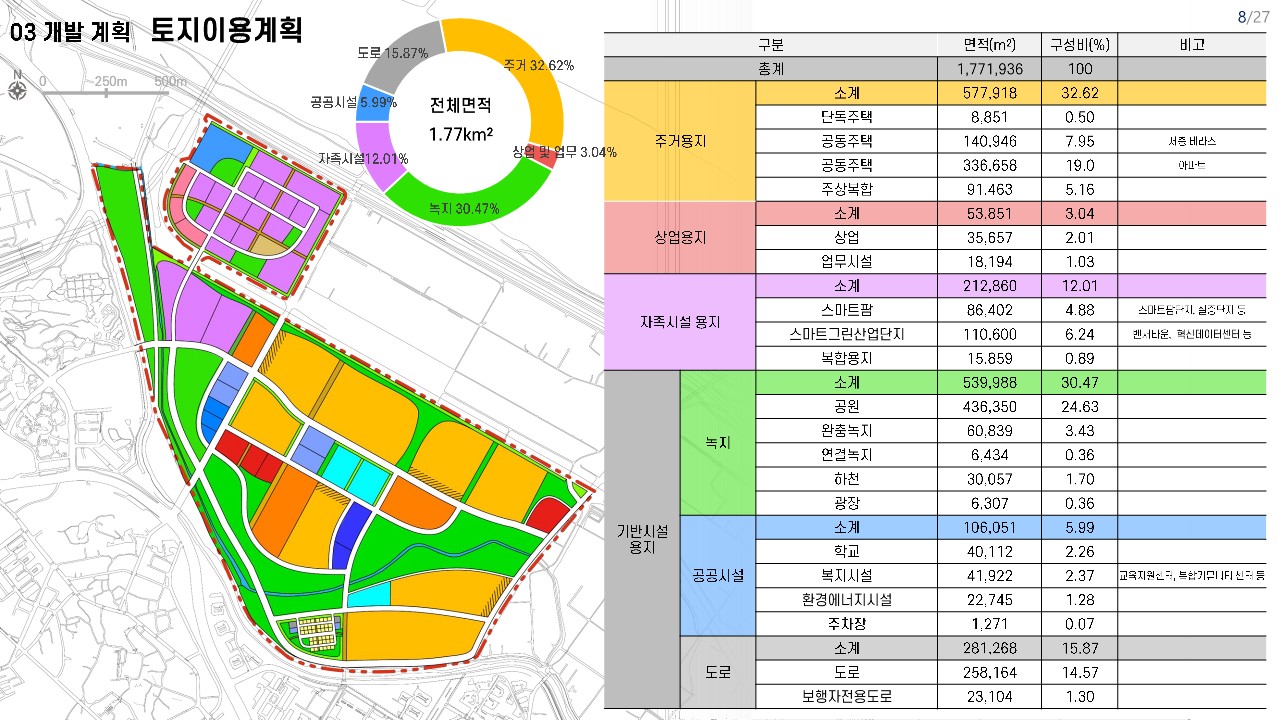 03 개발 계획 토지이용계획
8/27
N
0 ~250m 500m
도로 15.87%
주거 32.62%
공공시설 5.99%
전체면적
1.77km²
자족시설12.01%
상업 및 업무 3.04%
녹지 30.47%
구분 면적(m²) 구성비(%) 비고
총계 1,771,936 100
주거용지 소계 577,918 32.62
단독주택 8,851 0.50
공동주택 140,946 7.95
공동주택 336,658 19.0 아파트
주상복합 91,463 5.16
상업용지 소계 53,851 3.04
상업 35,657 2.01
업무시설 18,194 1.03
자족시설 용지 소계 212,860 12.01
스마트팜 86,402 4.88 스마트팜단지, 실증단지 등
스마트그린산업단지 110,600 6.24 벤처타운, 혁신데이터센터 등
복합용지 15,859 0.89
기반시설
용지
녹지 소계 539,988 30.47
공원 436,350 24.63
완충녹지 60,839 3.43
연결녹지 6,434 0.36
하천 30,057 1.70
광장 6,307 0.36
공공시설 소계 106,051 5.99
학교 40,112 2.26
복지시설 41,922 2.37 교육지원센터, 복합커뮤니티 센터 등
환경에너지시설 22,745 1.28
주차장 1,271 0.07
도로 소계 281,268 15.87
도로 258,164 14.57
보행자전용도로 23,104 1.30